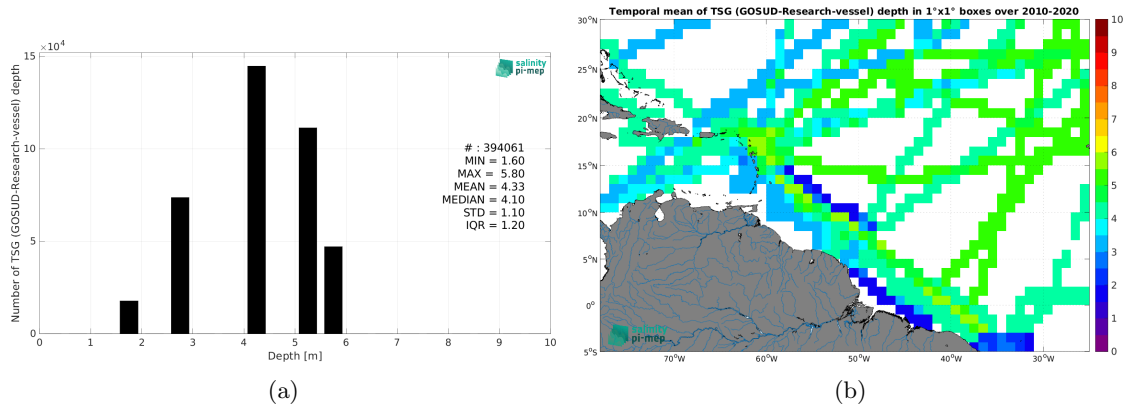 ×10⁴
15
10
5
0
Number of TSG (GOSUD-Research-vessel) depth
salinity
pi-mep
# : 394061
MIN = 1.60
MAX = 5.80
MEAN = 4.33
MEDIAN = 4.10
STD = 1.10
IQR = 1.20
0 1 2 3 4 5 6 7 8 9 10
Depth [m]
(a)
Temporal mean of TSG (GOSUD-Research-vessel) depth in 1°x1° boxes over 2010-2020
30°N
25°N
20°N
15°N
10°N
5°N
0°
5°S
70°W 60°W 50°W 40°W 30°W
salinity
pi-mep
10
9
8
7
6
5
4
3
2
1
0
(b)